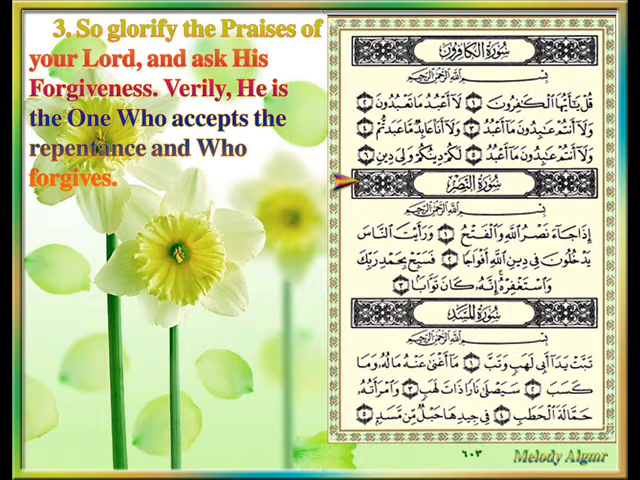 3. So glorify the Praises of
your Lord, and ask His
Forgiveness. Verily, He is
the One Who accepts the
repentance and Who
forgives.
سُورَةُ الكَافِرُونَ
بِسْمِ اللَّهِ الرَّحْمَٰنِ الرَّحِيمِ
قُلْ يَٰٓأَيُّهَا ٱلْكَٰفِرُونَ ١ لَآ أَعْبُدُ مَا تَعْبُدُونَ ٢
وَلَآ أَنتُمْ عَٰبِدُونَ مَآ أَعْبُدُ ٣ وَلَآ أَنَا۠ عَابِدٌ مَّا عَبَدتُّمْ ٤
وَلَآ أَنتُمْ عَٰبِدُونَ مَآ أَعْبُدُ ٥ لَكُمْ دِينُكُمْ وَلِىَ دِينِ ٦
سُورَةُ النَّصْرِ
بِسْمِ اللَّهِ الرَّحْمَٰنِ الرَّحِيمِ
إِذَا جَآءَ نَصْرُ ٱللَّهِ وَٱلْفَتْحُ ١ وَرَأَيْتَ ٱلنَّاسَ
يَدْخُلُونَ فِى دِينِ ٱللَّهِ أَفْوَاجًا ٢ فَسَبِّحْ بِحَمْدِ رَبِّكَ
وَٱسْتَغْفِرْهُ إِنَّهُۥ كَانَ تَوَّابًۢا ٣
سُورَةُ المَسَدِ
بِسْمِ اللَّهِ الرَّحْمَٰنِ الرَّحِيمِ
تَبَّتْ يَدَآ أَبِى لَهَبٍ وَتَبَّ ١ مَآ أَغْنَىٰ عَنْهُ مَالُهُۥ وَمَا
كَسَبَ ٢ سَيَصْلَىٰ نَارًا ذَاتَ لَهَبٍ ٣ وَٱمْرَأَتُهُۥ
حَمَّالَةَ ٱلْحَطَبِ ٤ فِى جِيدِهَا حَبْلٌ مِّن مَّسَدٍۭ ٥
٦٠٣
Melody Algmr